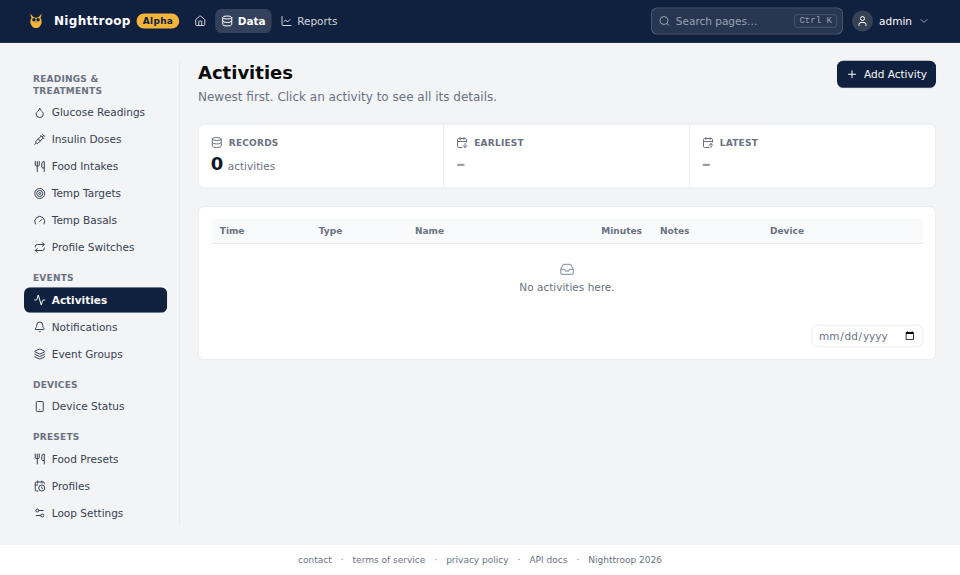 Nighttroop Alpha Data Reports Search pages... Ctrl K admin
READINGS &
TREATMENTS
Glucose Readings
Insulin Doses
Food Intakes
Temp Targets
Temp Basals
Profile Switches
EVENTS
Activities
Notifications
Event Groups
DEVICES
Device Status
PRESETS
Food Presets
Profiles
Loop Settings
Activities
Add Activity
Newest first. Click an activity to see all its details.
RECORDS
0 activities
EARLIEST
–
LATEST
–
Time Type Name Minutes Notes Device
No activities here.
mm/dd/yyyy
contact · terms of service · privacy policy · API docs · Nighttroop 2026